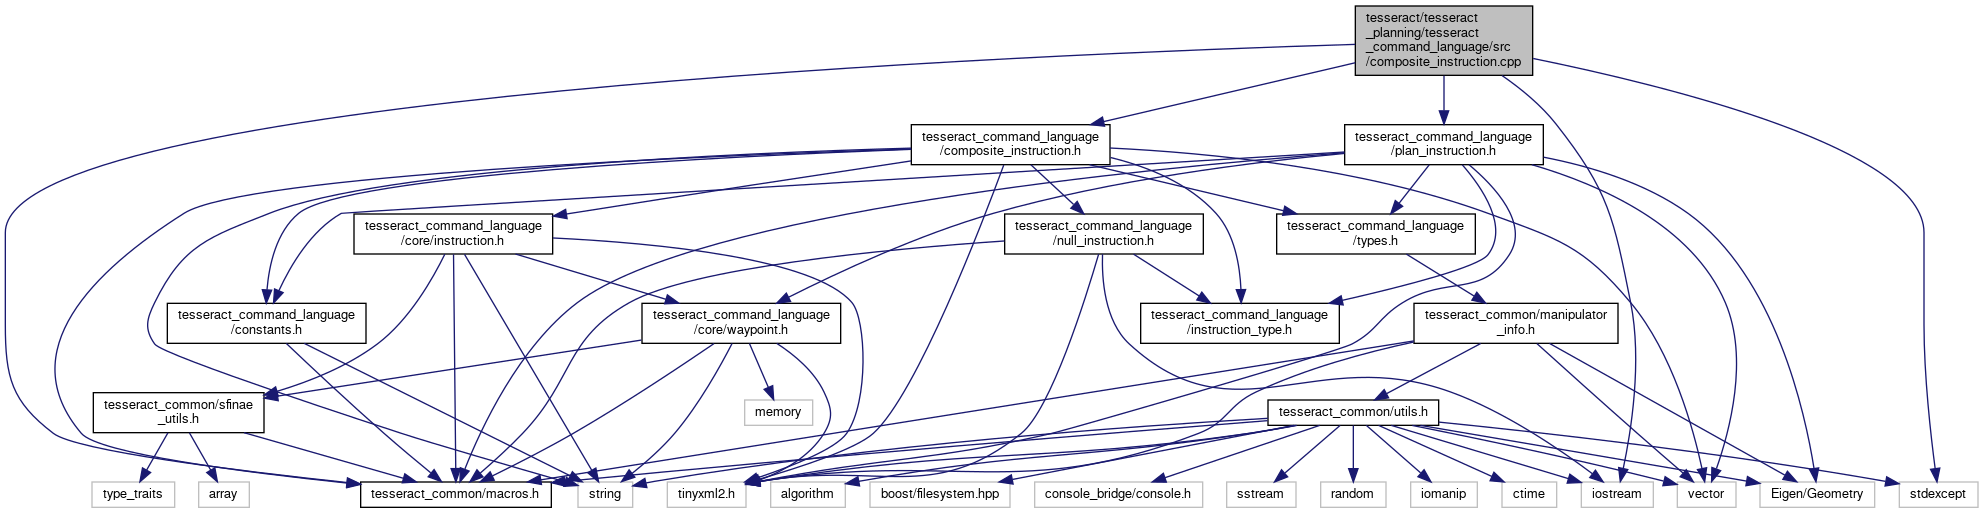 tesseract/tesseract
_planning/tesseract
_command_language/src
/composite_instruction.cpp
tesseract_command_language
/composite_instruction.h
tesseract_command_language
/plan_instruction.h
tesseract_command_language
/core/instruction.h
tesseract_command_language
/null_instruction.h
tesseract_command_language
/types.h
tesseract_command_language
/constants.h
tesseract_command_language
/core/waypoint.h
tesseract_command_language
/instruction_type.h
tesseract_common/manipulator
_info.h
tesseract_common/sfinae
_utils.h
memory
tesseract_common/utils.h
type_traits
array
tesseract_common/macros.h
string
tinyxml2.h
algorithm
boost/filesystem.hpp
console_bridge/console.h
sstream
random
iomanip
ctime
iostream
vector
Eigen/Geometry
stdexcept